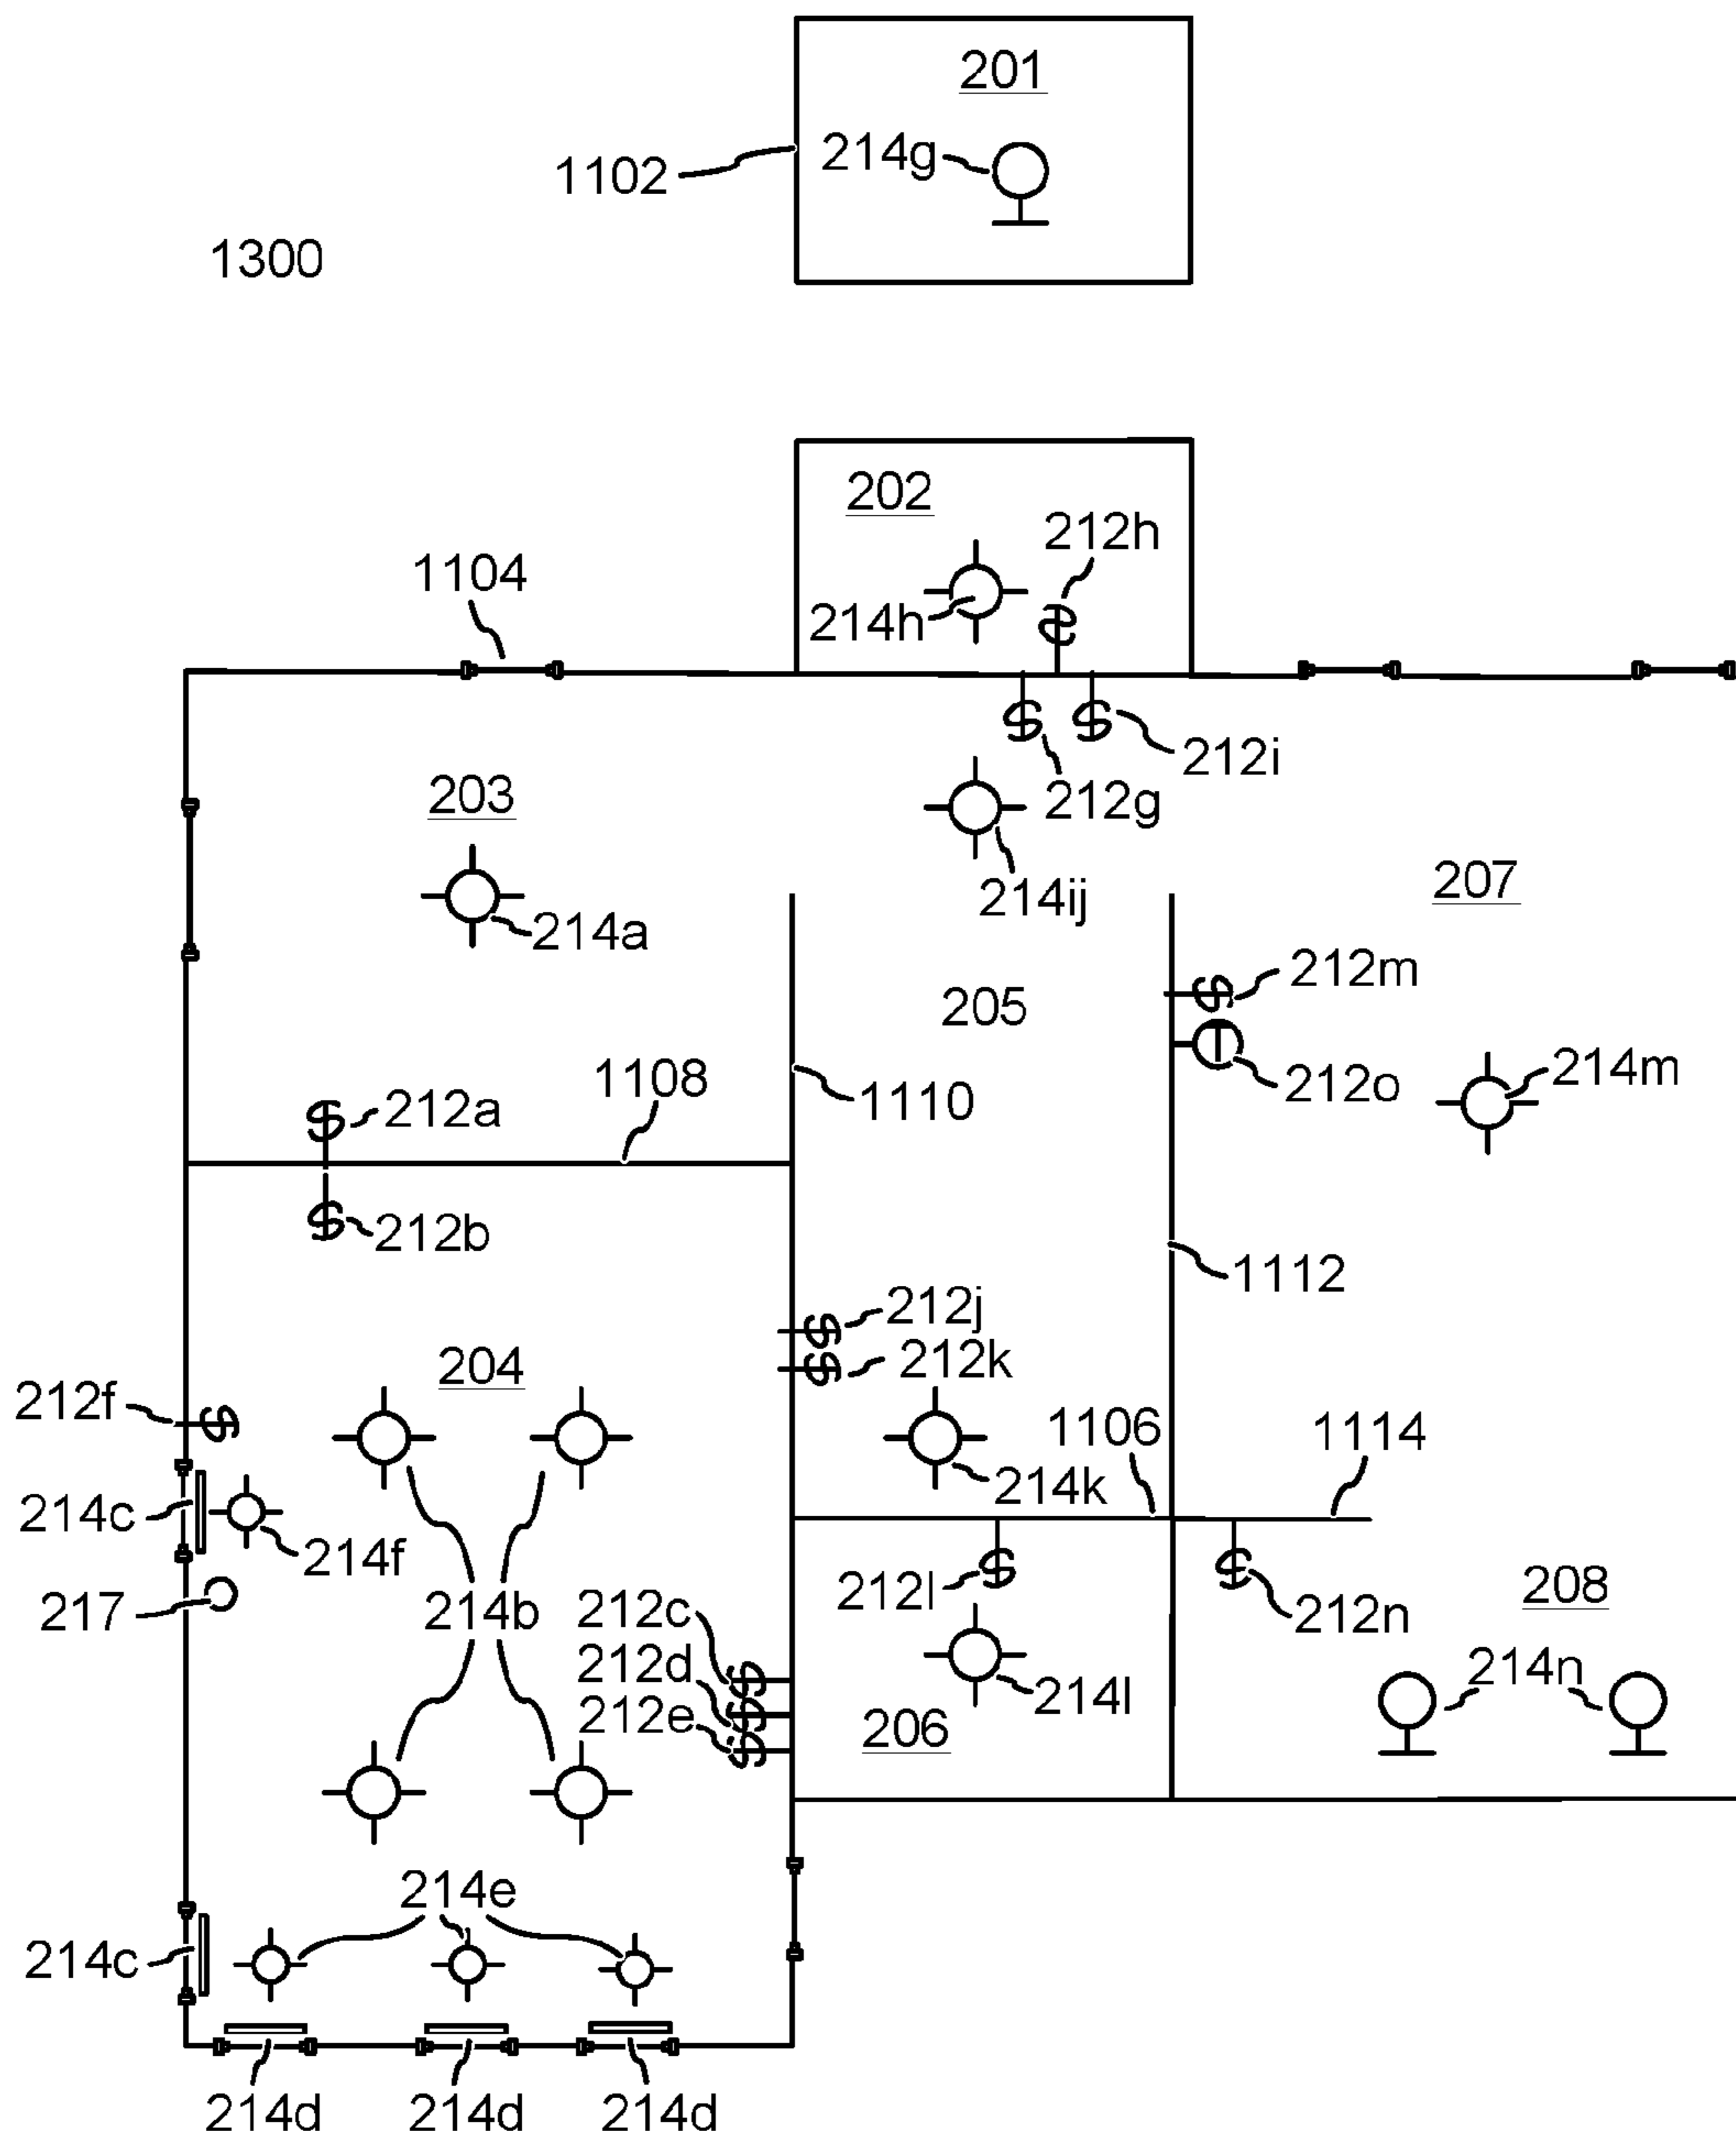 201
214g
1102
1300
202
212h
1104
214h
212i
203
212g
214ij
207
214a
212m
205
1108
214m
212o
1110
212a
212b
1112
212j
204
212k
212f
1106
1114
214c
214k
214f
217
214b
212c
212l
208
212n
212d
214n
212e
214l
206
214e
214c
214d
214d
214d